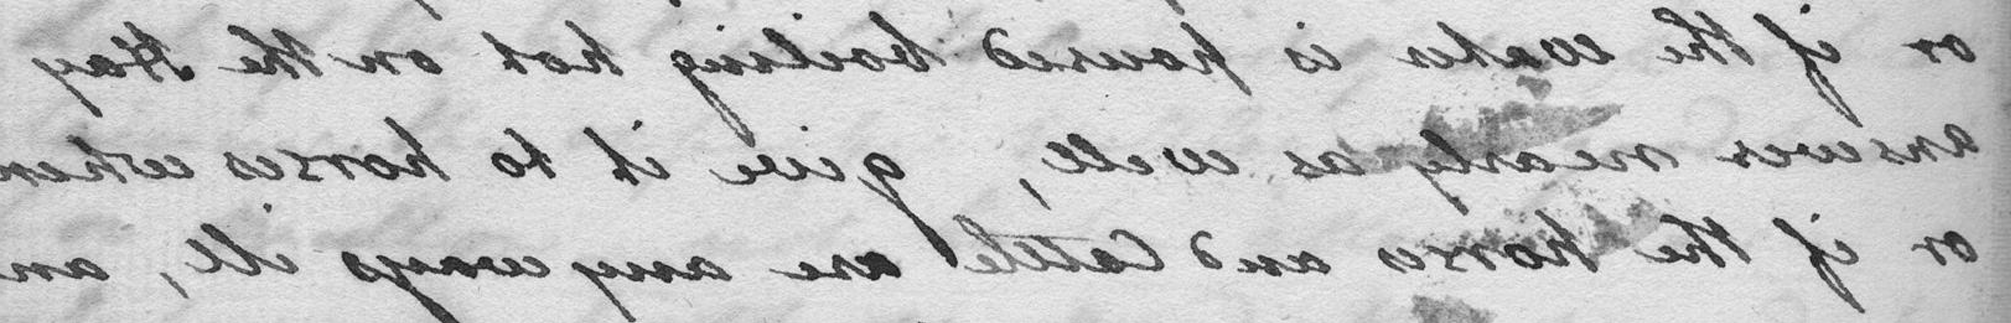 or if the water is poured boeling hot on the Hay
answer nearly as well, give it to horses when
or if the horses and Cattle are any ways ill, an